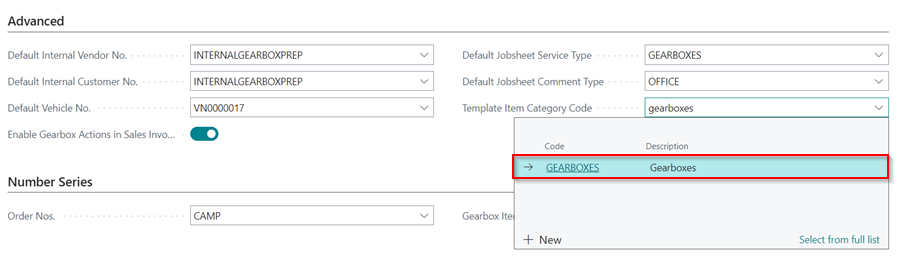 Advanced
Default Internal Vendor No. INTERNALGEARBOXPREP Default Jobsheet Service Type GEARBOXES
Default Internal Customer No. INTERNALGEARBOXPREP Default Jobsheet Comment Type OFFICE
Default Vehicle No. VN0000017 Template Item Category Code gearboxes
Enable Gearbox Actions in Sales Invo...
Code Description
→ GEARBOXES Gearboxes
Number Series
Order Nos. CAMP Gearbox Iter
+ New Select from full list